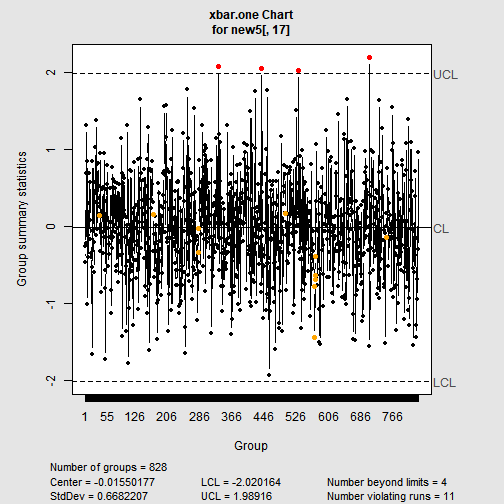 xbar.one Chart
for new5[, 17]
Group summary statistics
2
1
0
-1
-2
UCL
CL
LCL
1 55 126 206 286 366 446 526 606 686 766
Group
Number of groups = 828
Center = -0.01550177 LCL = -2.020164 Number beyond limits = 4
StdDev = 0.6682207 UCL = 1.98916 Number violating runs = 11